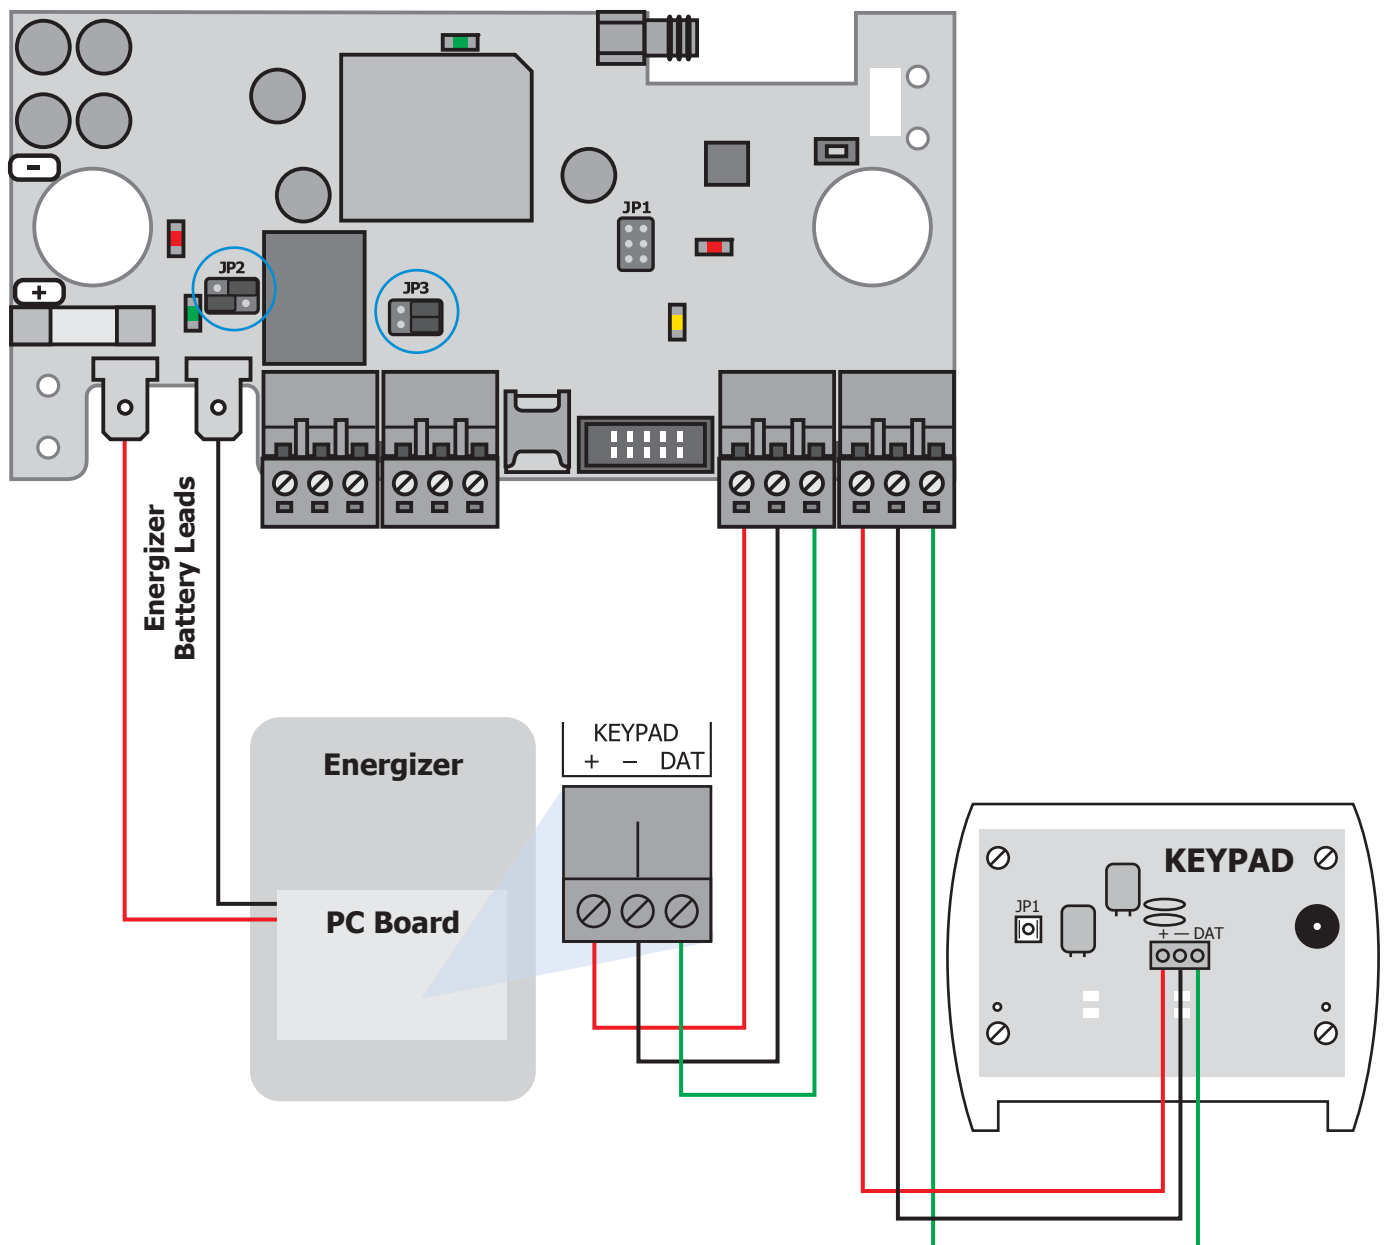 -
JP1
JP2
+
JP3
Energizer
Battery Leads
KEYPAD
+ – DAT
Energizer
PC Board
KEYPAD
JP1
+ — DAT